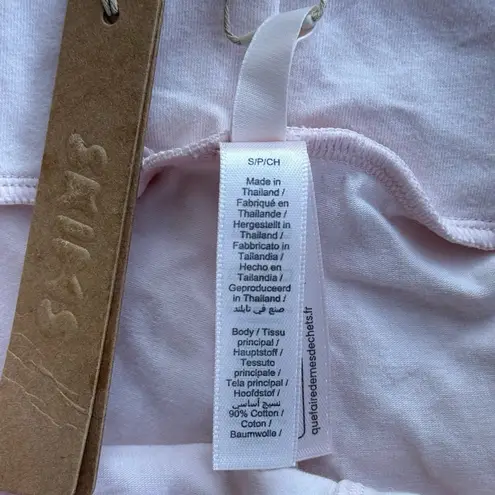 SKIMS
S/P/CH
Made in
Thailand /
Fabriqué en
Thaïlande /
Hergestellt in
Thailand /
Fabbricato in
Tailandia /
Hecho en
Tailandia /
Geproduceerd
in Thailand /
صنع في تايلند
Body / Tissu
principal /
Hauptstoff /
Tessuto
principale /
Tela principal /
Hoofdstof /
نسيج أساسي /
90% Cotton /
Coton /
Baumwolle /
quefairedemesdechets.fr